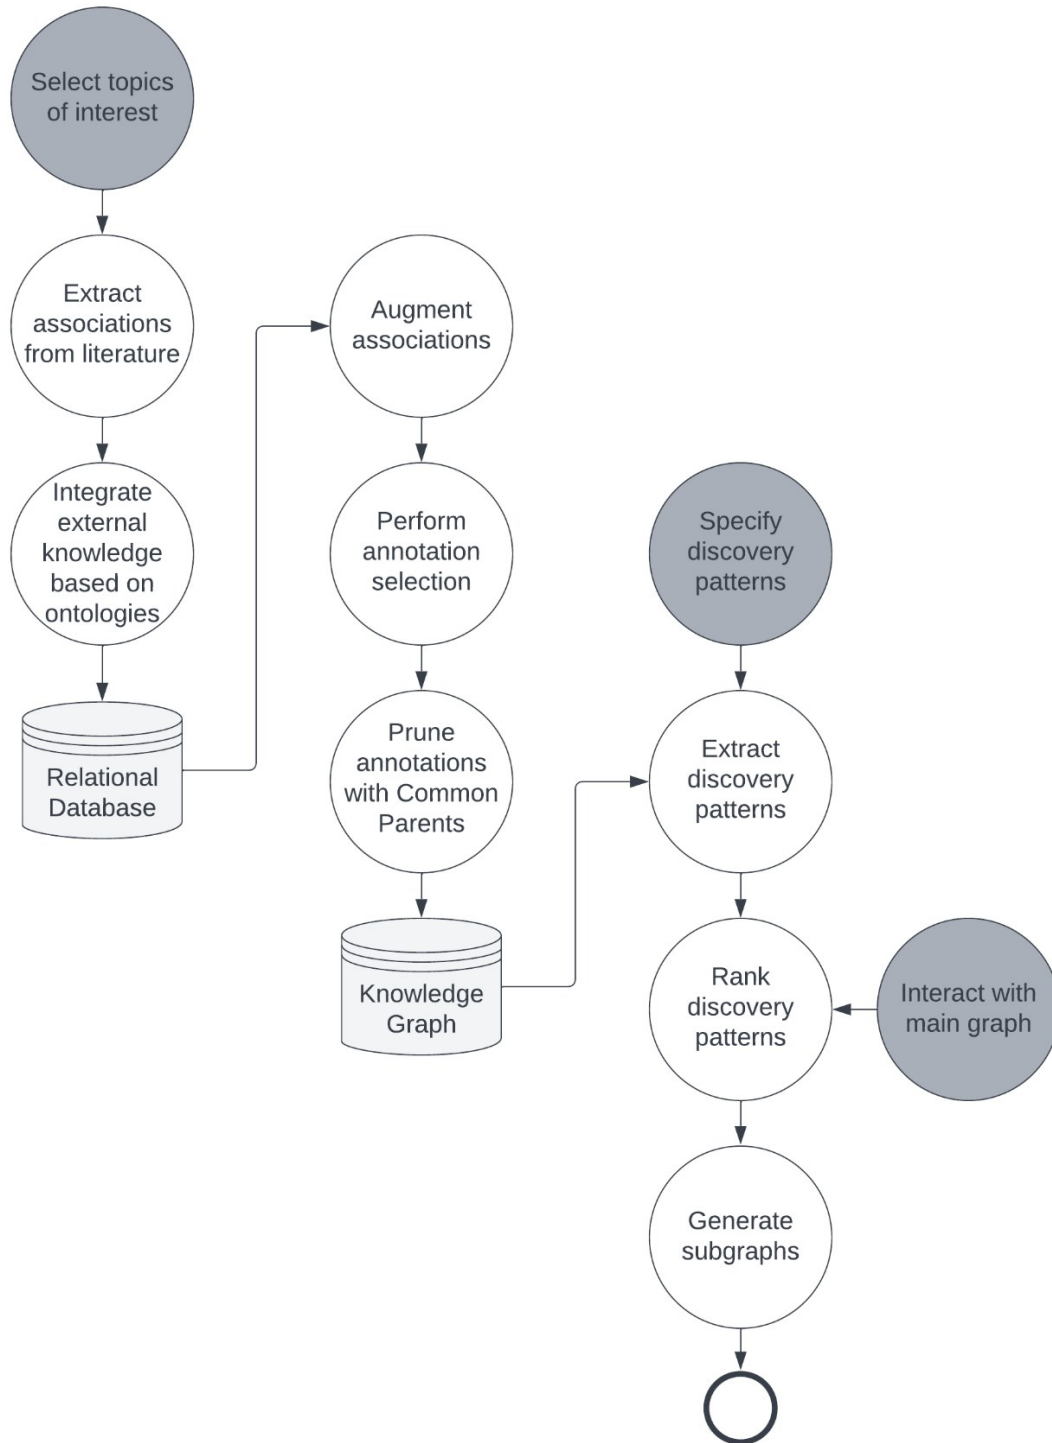 Select topics
of interest
Extract
associations
from literature
Integrate
external
knowledge
based on
ontologies
Relational
Database
Augment
associations
Perform
annotation
selection
Prune
annotations
with Common
Parents
Knowledge
Graph
Specify
discovery
patterns
Extract
discovery
patterns
Rank
discovery
patterns
Interact with
main graph
Generate
subgraphs